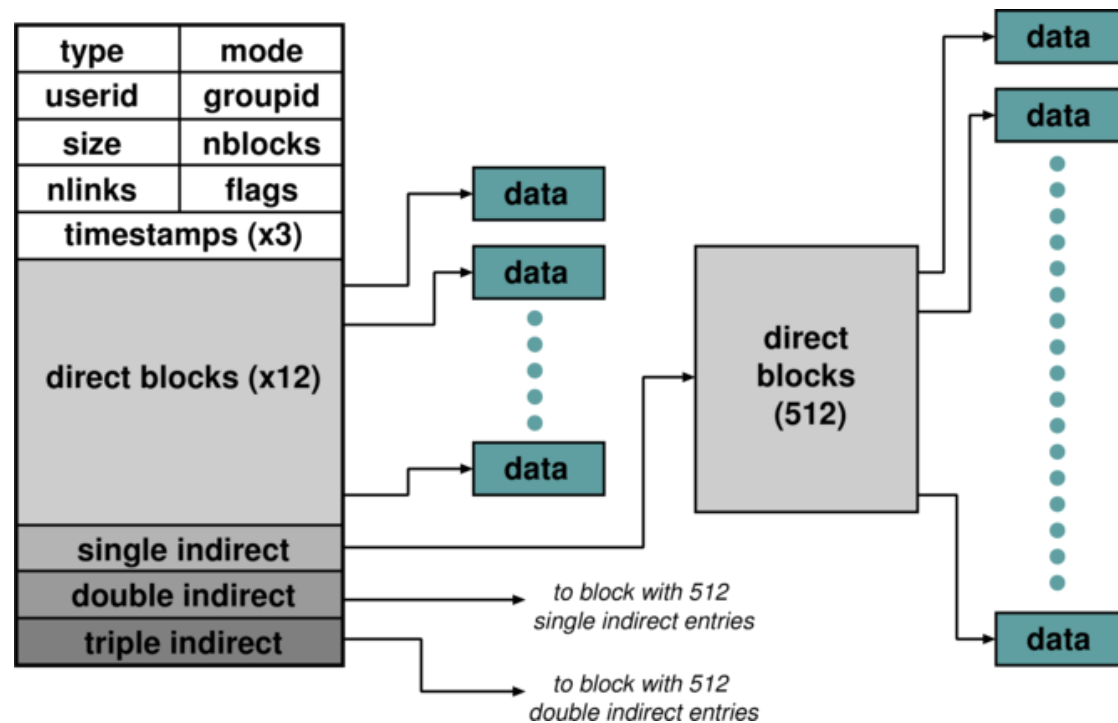 type mode
userid groupid
size nblocks
nlinks flags
timestamps (x3)
direct blocks (x12)
single indirect
double indirect
triple indirect
data
data
data
to block with 512
single indirect entries
to block with 512
double indirect entries
direct
blocks
(512)
data
data
data